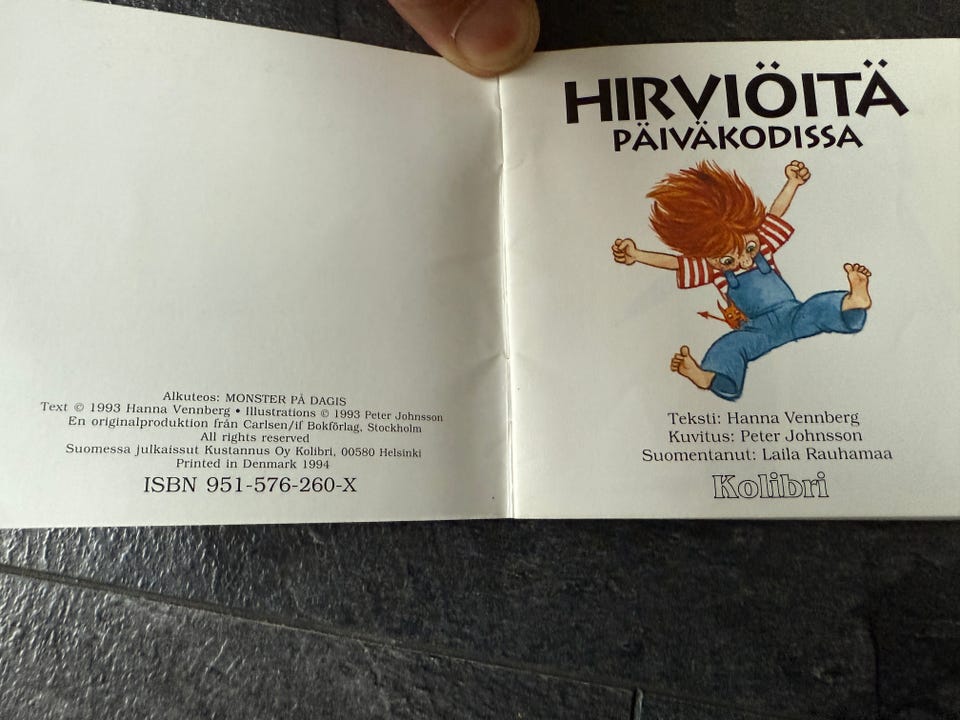 Alkuteos: MONSTER PÅ DAGIS
Text © 1993 Hanna Vennberg • Illustrations © 1993 Peter Johnsson
En originalproduktion från Carlsen/if Bokförlag, Stockholm
All rights reserved
Suomessa julkaissut Kustannus Oy Kolibri, 00580 Helsinki
Printed in Denmark 1994
ISBN 951-576-260-X
HIRVIÖITÄ
PÄIVÄKODISSA
Teksti: Hanna Vennberg
Kuvitus: Peter Johnsson
Suomentanut: Laila Rauhamaa
Kolibri